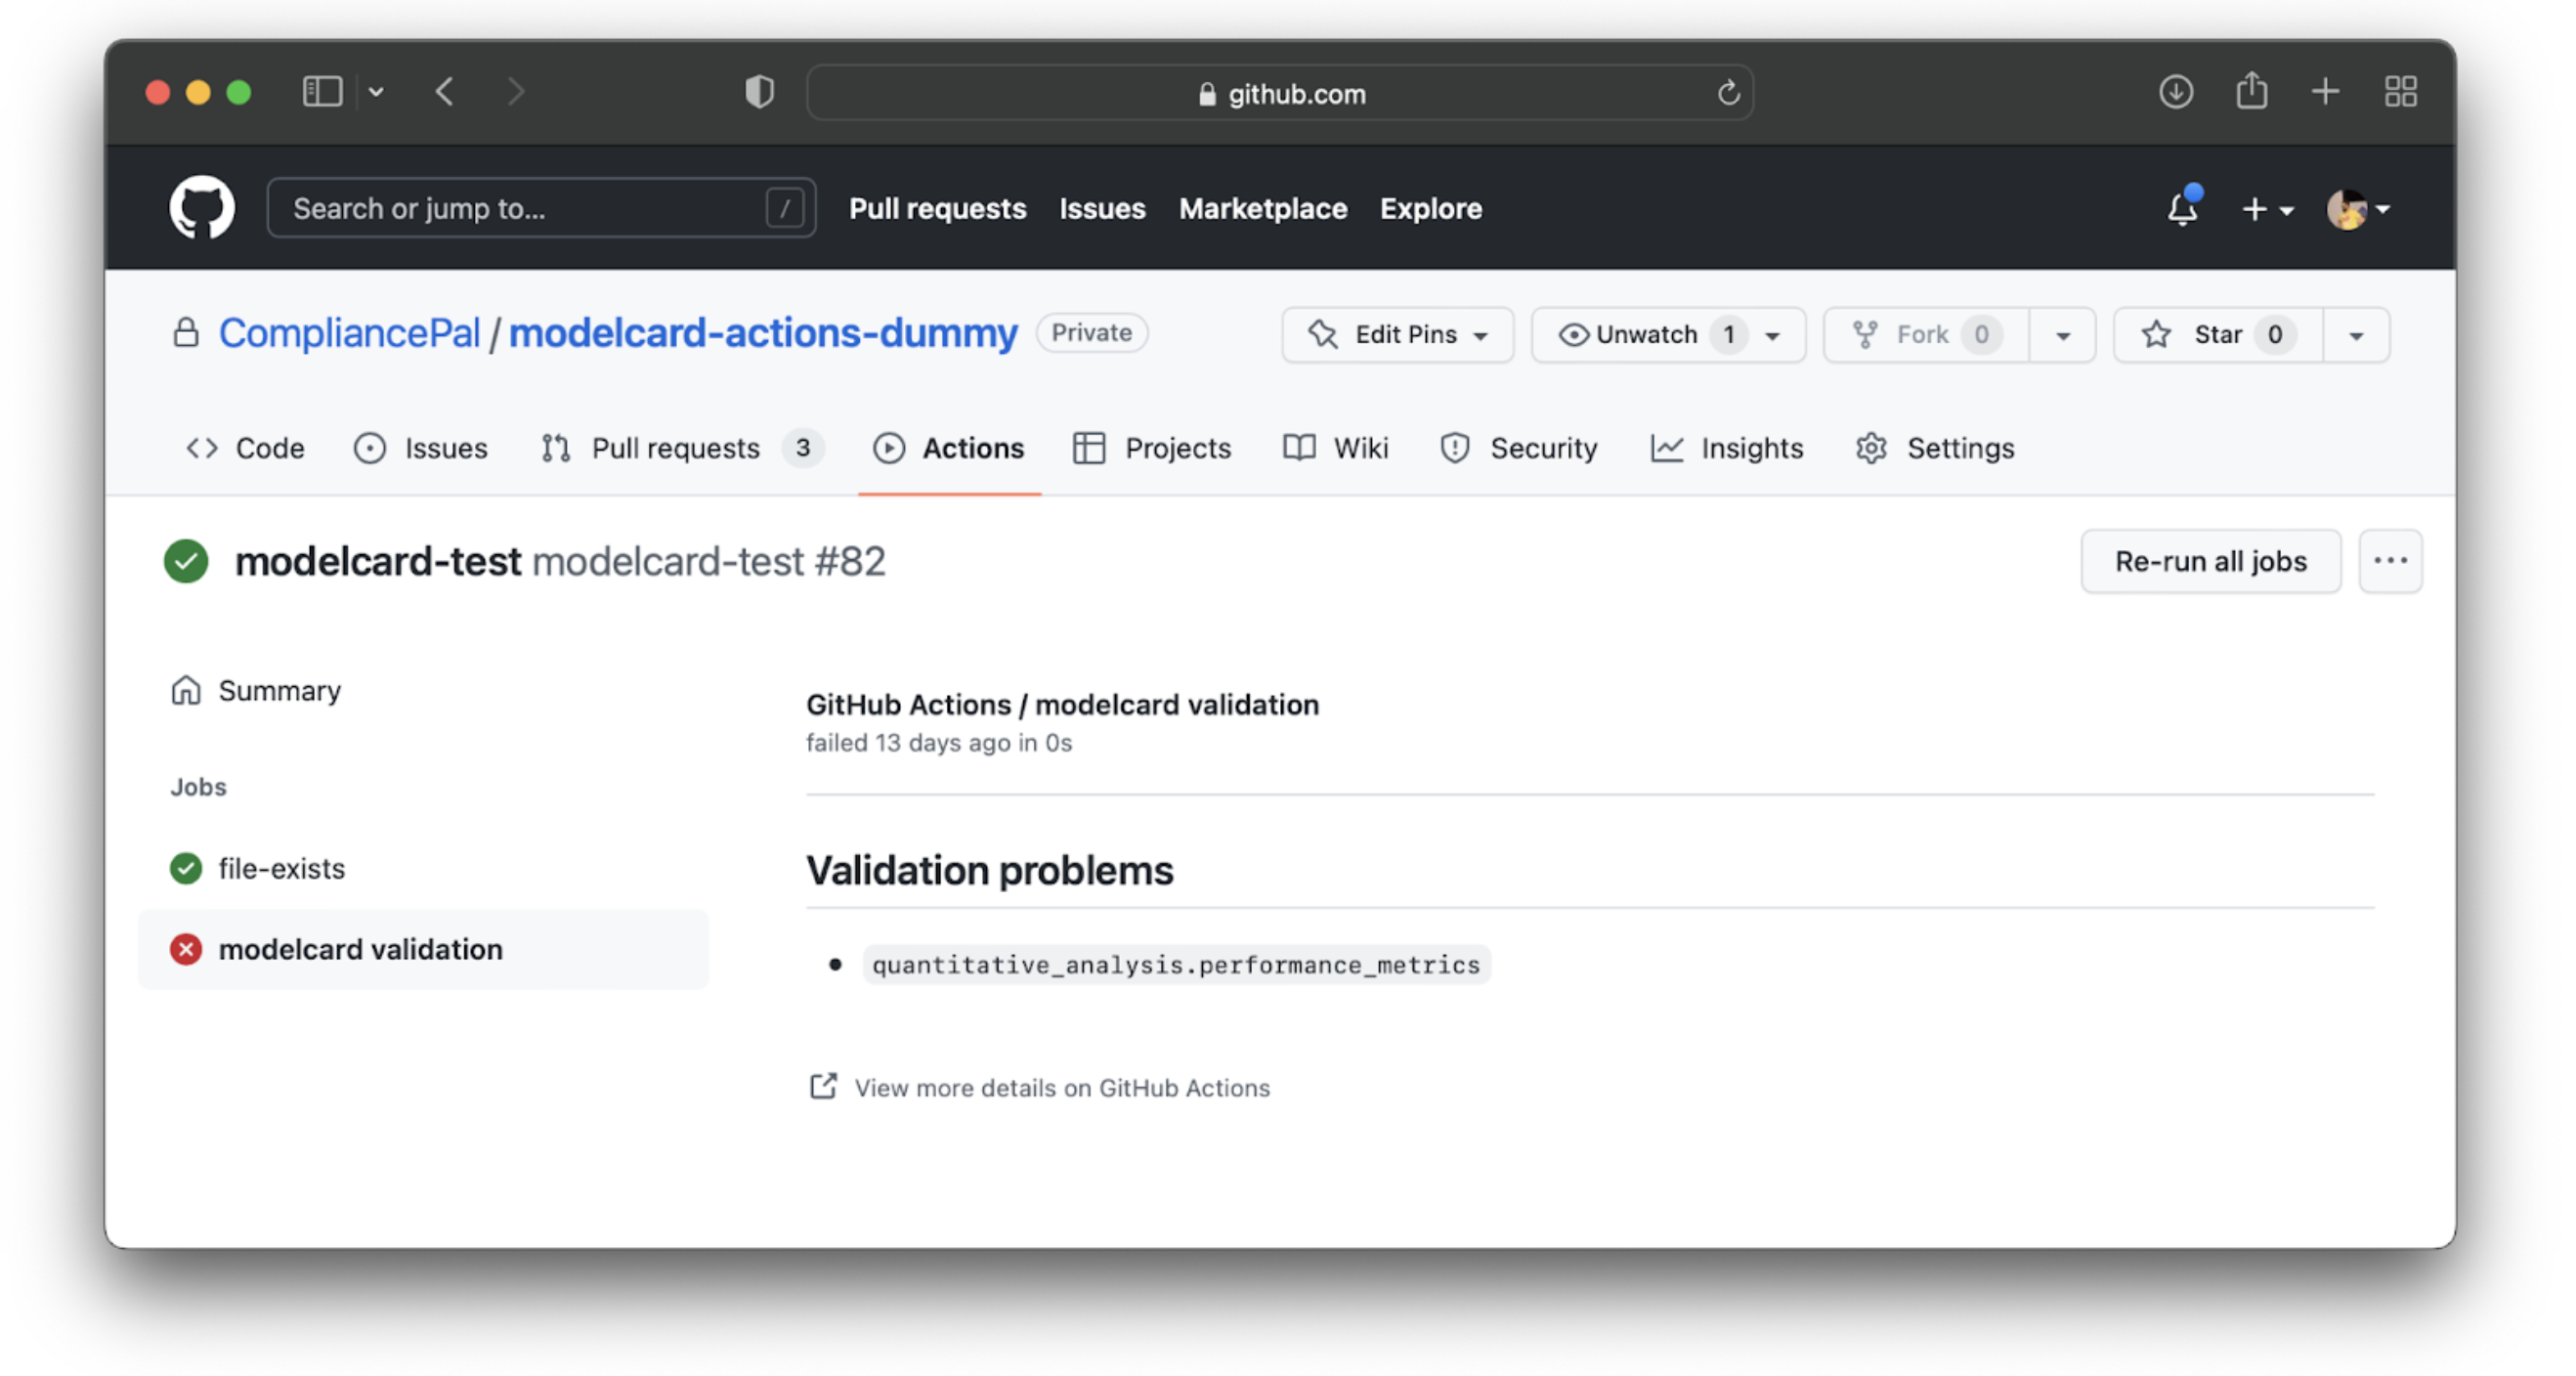 github.com
Search or jump to... /
Pull requests Issues Marketplace Explore
CompliancePal / modelcard-actions-dummy Private
Edit Pins Unwatch 1 Fork 0 Star 0
Code Issues Pull requests 3 Actions Projects Wiki Security Insights Settings
modelcard-test modelcard-test #82
Re-run all jobs
Summary
Jobs
file-exists
modelcard validation
GitHub Actions / modelcard validation
failed 13 days ago in 0s
Validation problems
quantitative_analysis.performance_metrics
View more details on GitHub Actions